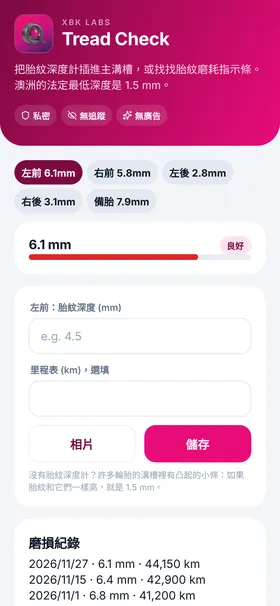 XBK LABS
Tread Check
把胎紋深度計插進主溝槽，或找找胎紋磨耗指示條。
澳洲的法定最低深度是 1.5 mm。
私密
無追蹤
無廣告
左前 6.1mm
右前 5.8mm
左後 2.8mm
右後 3.1mm
備胎 7.9mm
6.1 mm
良好
左前：胎紋深度 (mm)
e.g. 4.5
里程表 (km)，選填
相片
儲存
沒有胎紋深度計？許多輪胎的溝槽裡有凸起的小條：如果
胎紋和它們一樣高，就是 1.5 mm。
磨損紀錄
2026/11/27 · 6.1 mm · 44,150 km
2026/11/15 · 6.4 mm · 42,900 km
2026/11/1 · 6.8 mm · 41,200 km